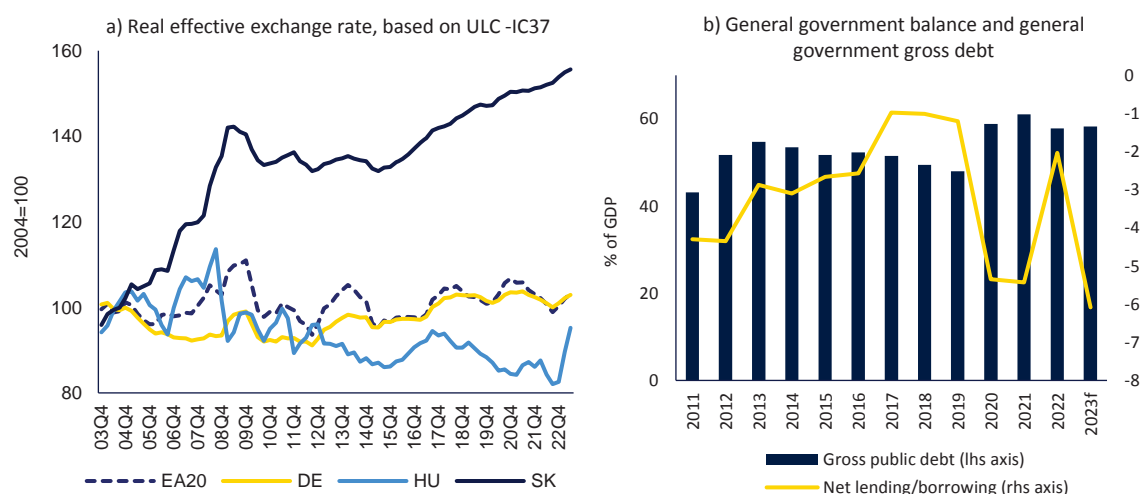 a) Real effective exchange rate, based on ULC -IC37
2004=100
160
140
120
100
80
03Q4
04Q4
05Q4
06Q4
07Q4
08Q4
09Q4
10Q4
11Q4
12Q4
13Q4
14Q4
15Q4
16Q4
17Q4
18Q4
19Q4
20Q4
21Q4
22Q4
EA20
DE
HU
SK
b) General government balance and general
government gross debt
% of GDP
60
40
20
0
0
-1
-2
-3
-4
-5
-6
-7
-8
2011
2012
2013
2014
2015
2016
2017
2018
2019
2020
2021
2022
2023f
Gross public debt (lhs axis)
Net lending/borrowing (rhs axis)